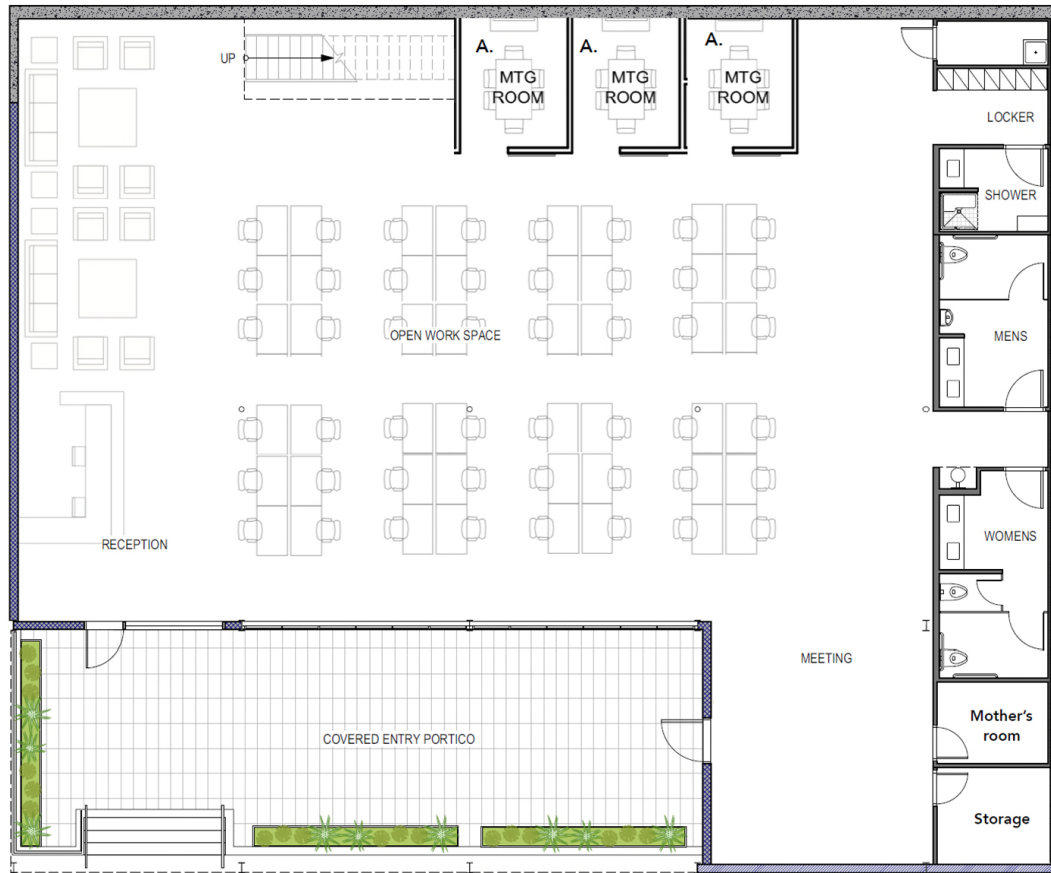 UP
A.
MTG
ROOM
A.
MTG
ROOM
A.
MTG
ROOM
LOCKER
SHOWER
OPEN WORK SPACE
MENS
RECEPTION
WOMENS
MEETING
Mother's
room
COVERED ENTRY PORTICO
Storage